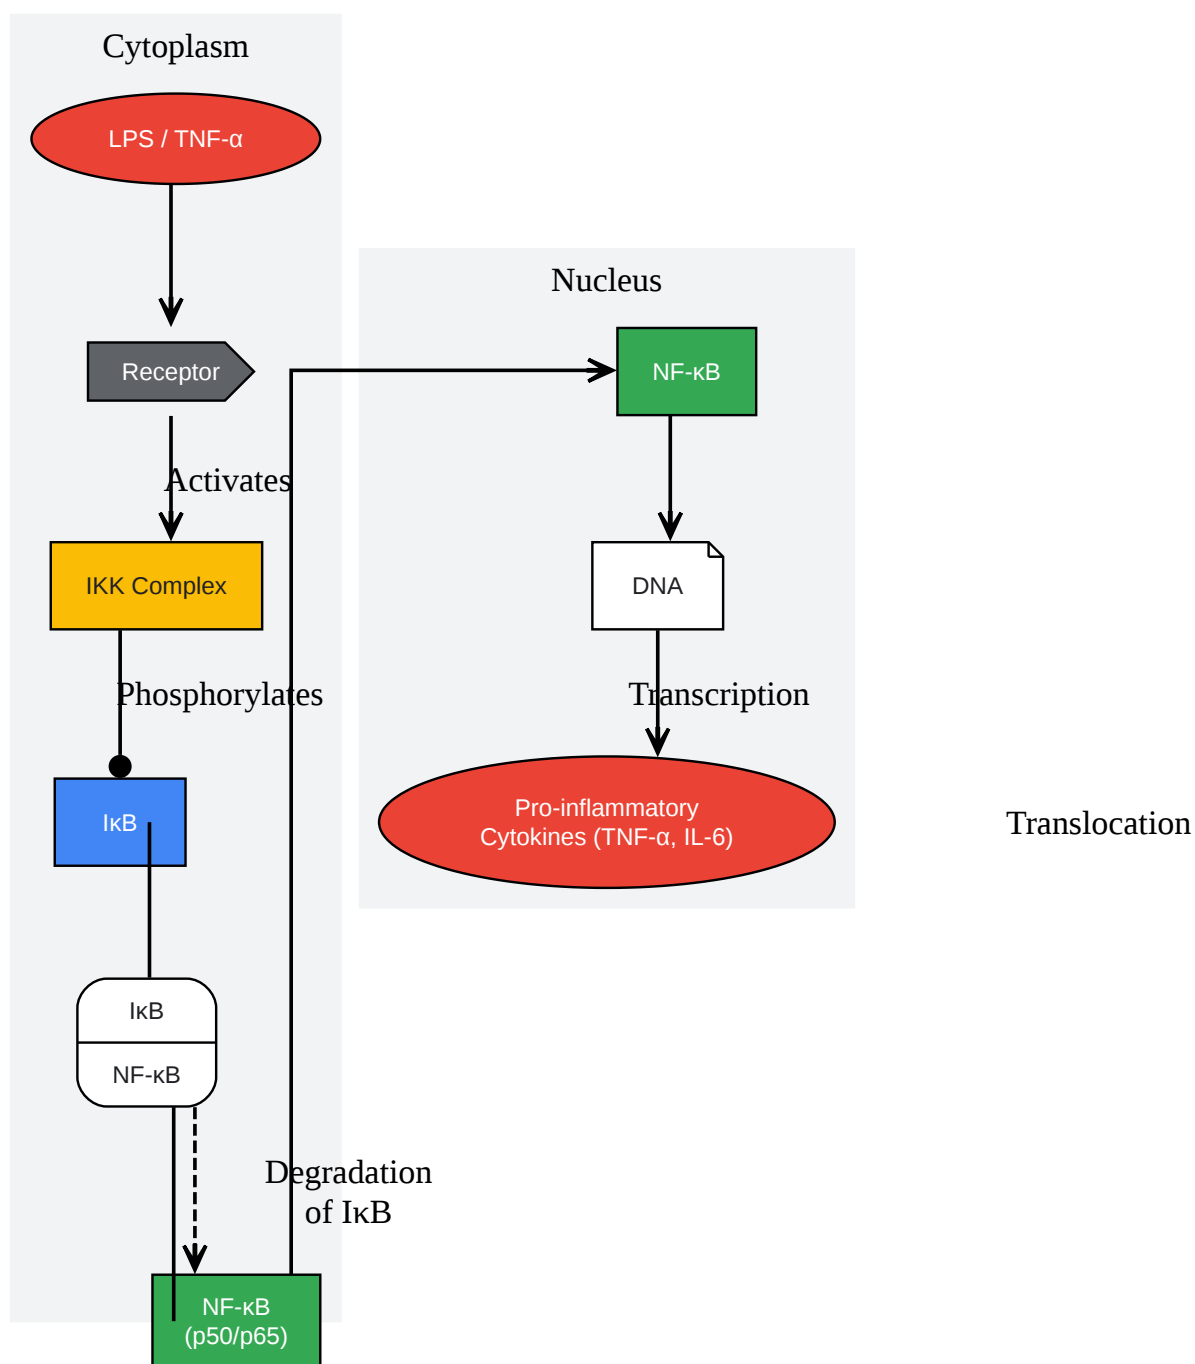 Cytoplasm
LPS / TNF-α
Receptor
Activates
IKK Complex
Phosphorylates
IκB
IκB
NF-κB
Degradation
of IκB
NF-κB
(p50/p65)
Nucleus
NF-κB
DNA
Transcription
Pro-inflammatory
Cytokines (TNF-α, IL-6)
Translocation